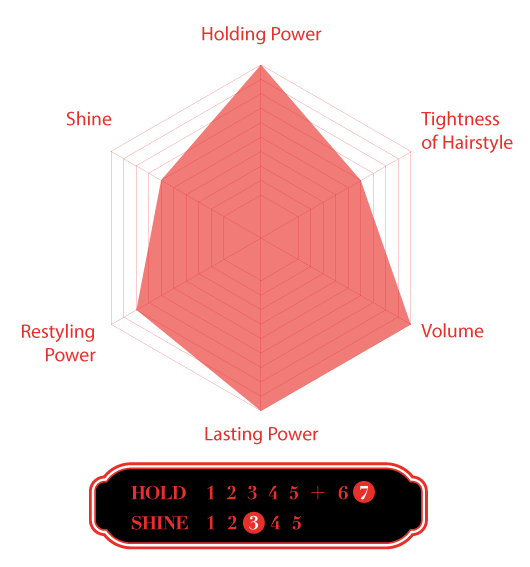 Holding Power
Shine
Tightness
of Hairstyle
Restyling
Power
Volume
Lasting Power
HOLD 1 2 3 4 5 + 6 7
SHINE 1 2 3 4 5